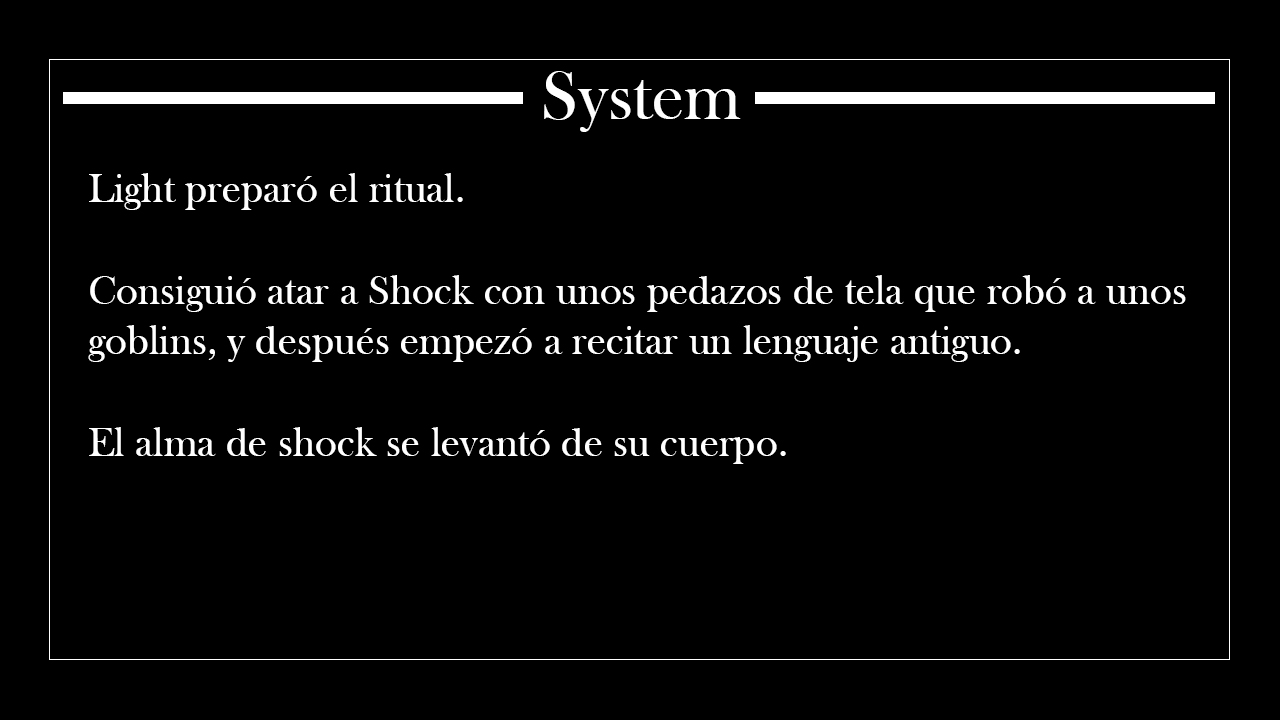 System
Light preparó el ritual.
Consiguió atar a Shock con unos pedazos de tela que robó a unos
goblins, y después empezó a recitar un lenguaje antiguo.
El alma de shock se levantó de su cuerpo.